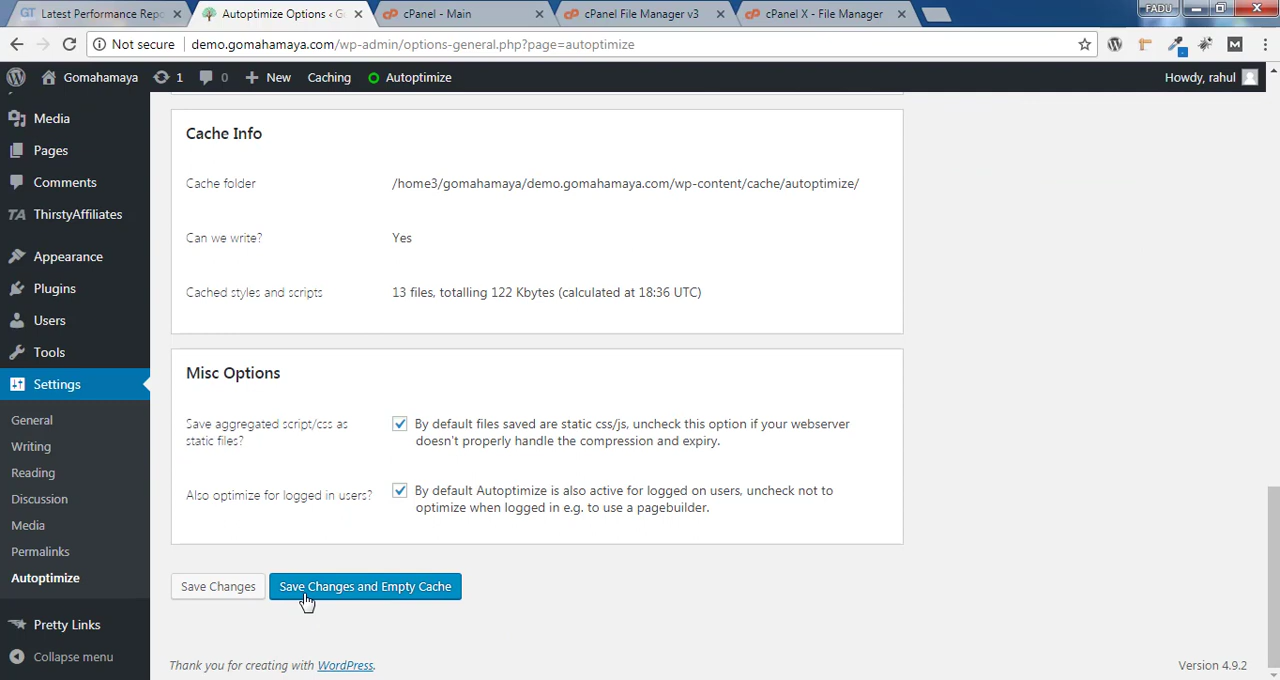 GT Latest Performance Repo
Autoptimize Options ‹ G
cPanel - Main
cPanel File Manager v3
cPanel X - File Manager
FADU
Not secure
demo.gomahamaya.com/wp-admin/options-general.php?page=autoptimize
Gomahamaya
1
0
New
Caching
Autoptimize
Howdy, rahul
Media
Pages
Comments
TA ThirstyAffiliates
Appearance
Plugins
Users
Tools
Settings
General
Writing
Reading
Discussion
Media
Permalinks
Autoptimize
Pretty Links
Collapse menu
Cache Info
Cache folder
/home3/gomahamaya/demo.gomahamaya.com/wp-content/cache/autoptimize/
Can we write?
Yes
Cached styles and scripts
13 files, totalling 122 Kbytes (calculated at 18:36 UTC)
Misc Options
Save aggregated script/css as
static files?
By default files saved are static css/js, uncheck this option if your webserver
doesn't properly handle the compression and expiry.
Also optimize for logged in users?
By default Autoptimize is also active for logged on users, uncheck not to
optimize when logged in e.g. to use a pagebuilder.
Save Changes
Save Changes and Empty Cache
Thank you for creating with WordPress.
Version 4.9.2